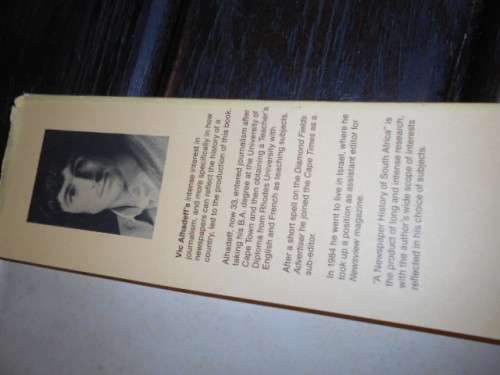 Vic Alhadeff's intense interest in
journalism, and more specifically in how
newspapers can reflect the history of a
country, led to the production of this book.
Alhadeff, now 33, entered journalism after
taking his B.A. degree at the University of
Cape Town and then obtaining a Teacher's
Diploma from Rhodes University with
English and French as teaching subjects.
After a short spell on the Diamond Fields
Advertiser he joined the Cape Times as a
sub-editor.
In 1984 he went to live in Israel, where he
took up a position as assistant editor for
Newsview magazine.
"A Newspaper History of South Africa" is
the product of long and intense research,
with the author's wide scope of interests
reflected in his choice of subjects.